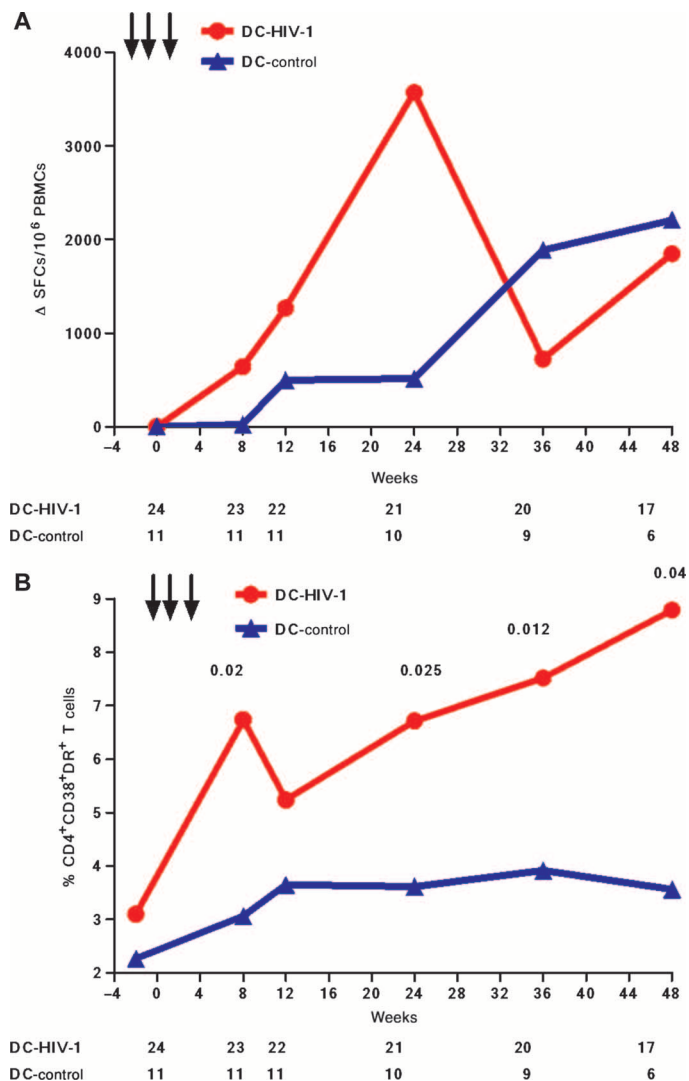 A
DC-HIV-1
DC-control
4000
3000
2000
1000
0
Δ SFCs/10⁶ PBMCs
–4 0 4 8 12 16 20 24 28 32 36 40 44 48
Weeks
DC-HIV-1 24 23 22 21 20 17
DC-control 11 11 11 10 9 6
B
DC-HIV-1
DC-control
0.02
0.025
0.012
0.04
9
8
7
6
5
4
3
2
% CD4⁺CD38⁺DR⁺ T cells
–4 0 4 8 12 16 20 24 28 32 36 40 44 48
Weeks
DC-HIV-1 24 23 22 21 20 17
DC-control 11 11 11 10 9 6